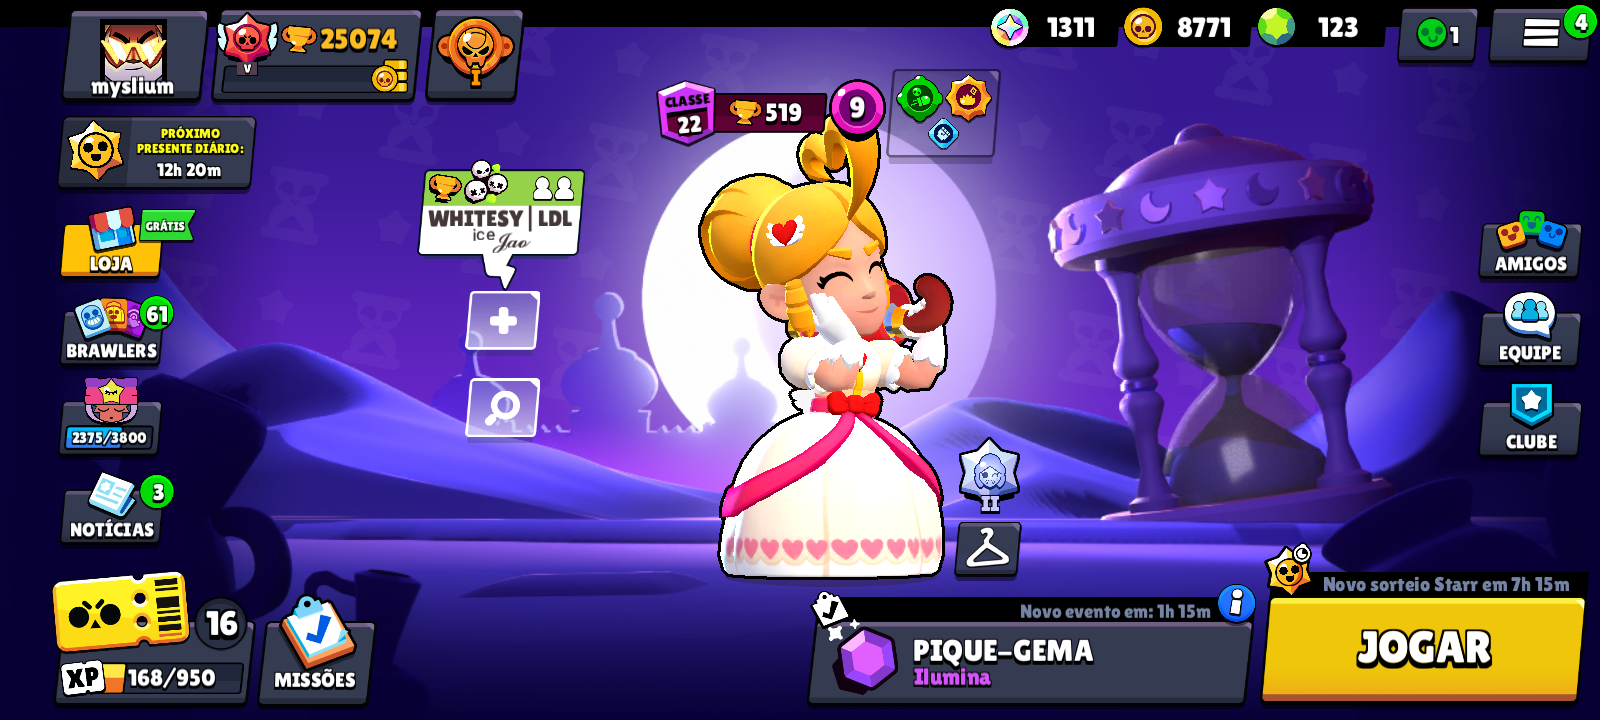 myslium
V
25074
1311
8771
123
1
4
PRÓXIMO
PRESENTE DIÁRIO:
12h 20m
CLASSE
22
519
9
WHITESY | LDL
ice Jao
GRÁTIS
LOJA
61
BRAWLERS
2375/3800
3
NOTÍCIAS
AMIGOS
EQUIPE
CLUBE
II
16
XP
168/950
MISSÕES
Novo evento em: 1h 15m
i
PIQUE-GEMA
Ilumina
Novo sorteio Starr em 7h 15m
JOGAR